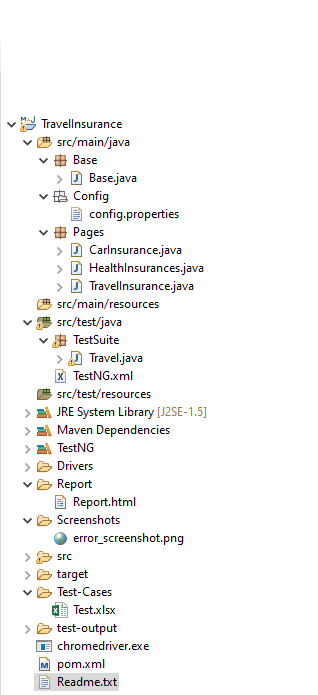 TravelInsurance
src/main/java
Base
Base.java
Config
config.properties
Pages
CarInsurance.java
HealthInsurances.java
TravelInsurance.java
src/main/resources
src/test/java
TestSuite
Travel.java
TestNG.xml
src/test/resources
JRE System Library [J2SE-1.5]
Maven Dependencies
TestNG
Drivers
Report
Report.html
Screenshots
error_screenshot.png
src
target
Test-Cases
Test.xlsx
test-output
chromedriver.exe
pom.xml
Readme.txt